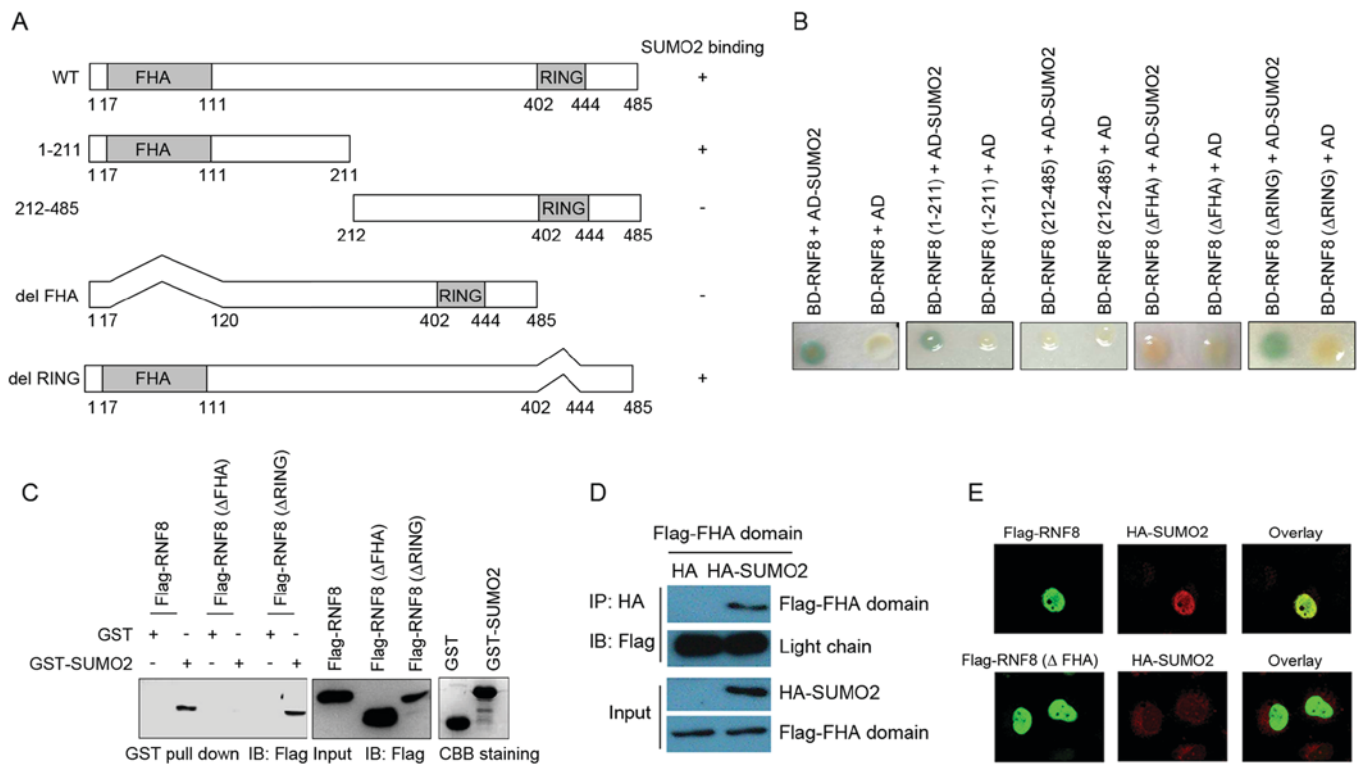 A
SUMO2 binding
WT FHA RING +
1 17 111 402 444 485
1-211 FHA +
1 17 111 211
212-485 RING -
212 402 444 485
del FHA RING -
1 17 120 402 444 485
del RING FHA +
1 17 111 402 444 485
B
BD-RNF8 + AD-SUMO2
BD-RNF8 + AD
BD-RNF8 (1-211) + AD-SUMO2
BD-RNF8 (1-211) + AD
BD-RNF8 (212-485) + AD-SUMO2
BD-RNF8 (212-485) + AD
BD-RNF8 (ΔFHA) + AD-SUMO2
BD-RNF8 (ΔFHA) + AD
BD-RNF8 (ΔRING) + AD-SUMO2
BD-RNF8 (ΔRING) + AD
C
Flag-RNF8
Flag-RNF8 (ΔFHA)
Flag-RNF8 (ΔRING)
GST + - + - + -
GST-SUMO2 - + - + - +
Flag-RNF8
Flag-RNF8 (ΔFHA)
Flag-RNF8 (ΔRING)
GST
GST-SUMO2
GST pull down IB: Flag Input IB: Flag CBB staining
D
Flag-FHA domain
HA HA-SUMO2
IP: HA Flag-FHA domain
IB: Flag Light chain
Input HA-SUMO2
Flag-FHA domain
E
Flag-RNF8 HA-SUMO2 Overlay
Flag-RNF8 (Δ FHA) HA-SUMO2 Overlay